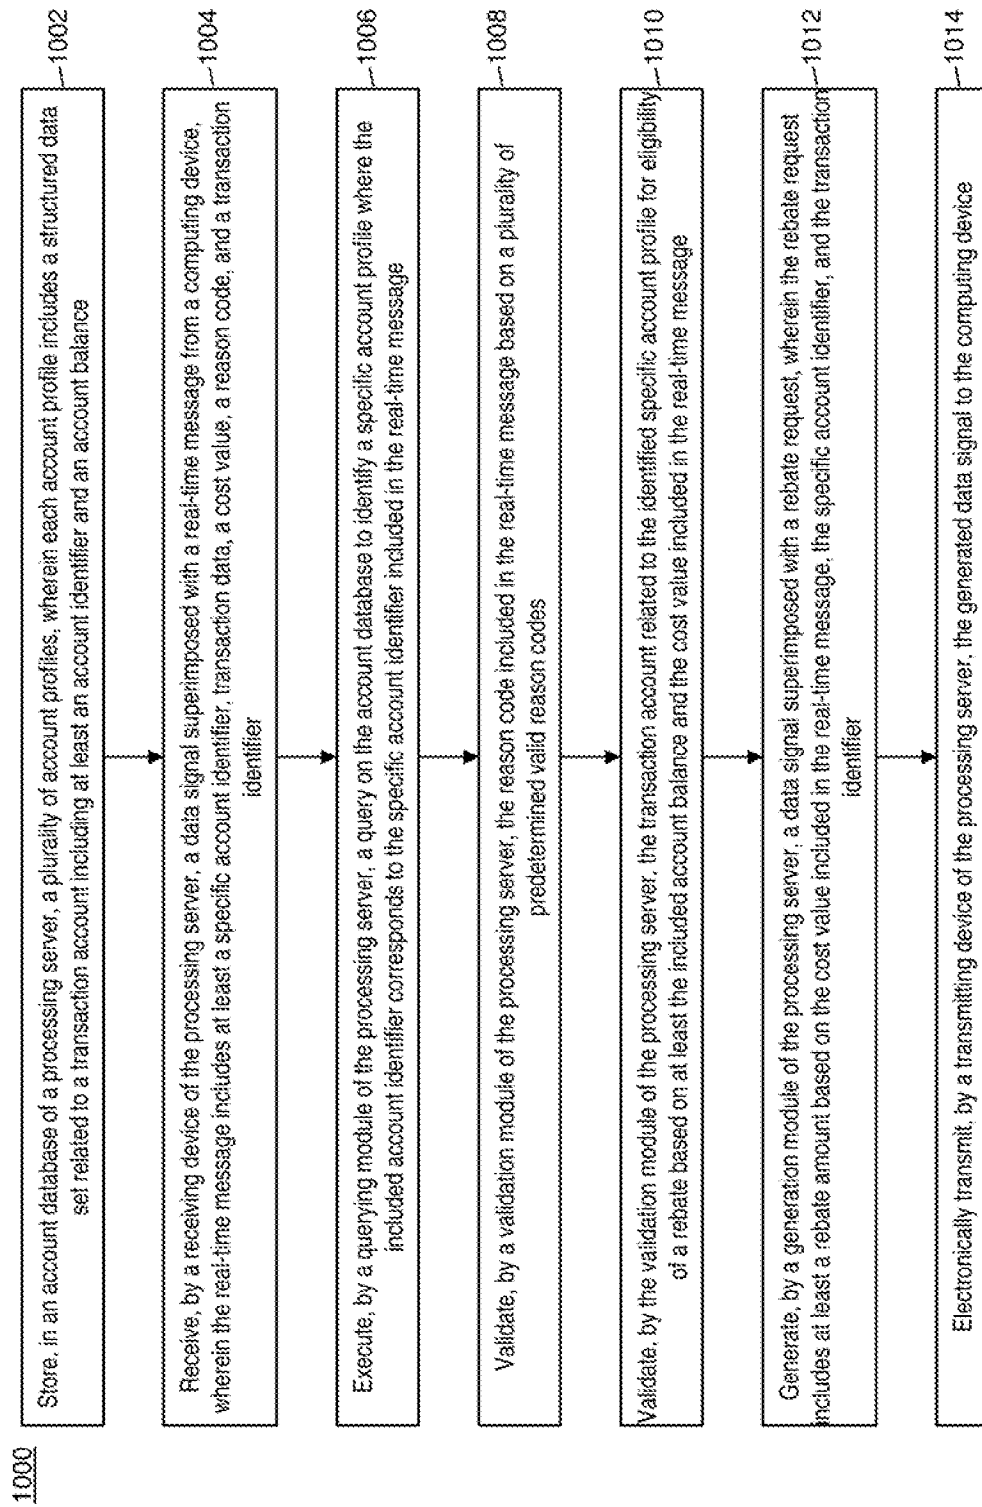 1000
Store, in an account database of a processing server, a plurality of account profiles, wherein each account profile includes a structured data
set related to a transaction account including at least an account identifier and an account balance
1002
Receive, by a receiving device of the processing server, a data signal superimposed with a real-time message from a computing device,
wherein the real-time message includes at least a specific account identifier, transaction data, a cost value, a reason code, and a transaction
identifier
1004
Execute, by a querying module of the processing server, a query on the account database to identify a specific account profile where the
included account identifier corresponds to the specific account identifier included in the real-time message
1006
Validate, by a validation module of the processing server, the reason code included in the real-time message based on a plurality of
predetermined valid reason codes
1008
Validate, by the validation module of the processing server, the transaction account related to the identified specific account profile for eligibility
of a rebate based on at least the included account balance and the cost value included in the real-time message
1010
Generate, by a generation module of the processing server, a data signal superimposed with a rebate request, wherein the rebate request
includes at least a rebate amount based on the cost value included in the real-time message, the specific account identifier, and the transaction
identifier
1012
Electronically transmit, by a transmitting device of the processing server, the generated data signal to the computing device
1014